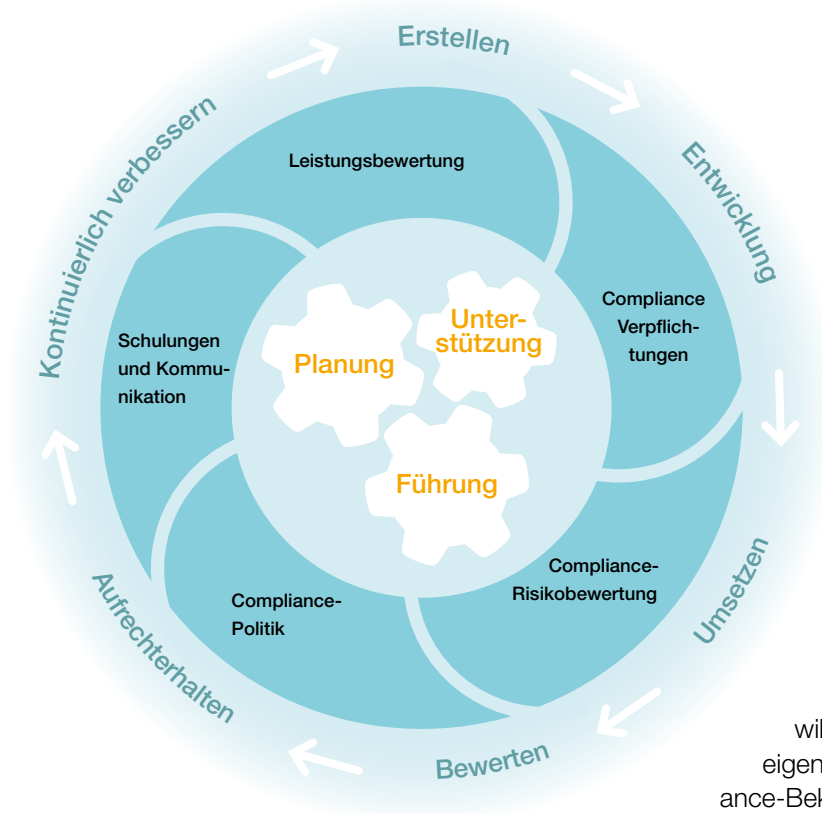 Erstellen
Entwicklung
Umsetzen
Bewerten
Aufrechterhalten
Kontinuierlich verbessern
Leistungsbewertung
Compliance
Verpflich-
tungen
Compliance-
Risikobewertung
Compliance-
Politik
Schulungen
und Kommu-
nikation
Planung
Unter-
stützung
Führung
eigen